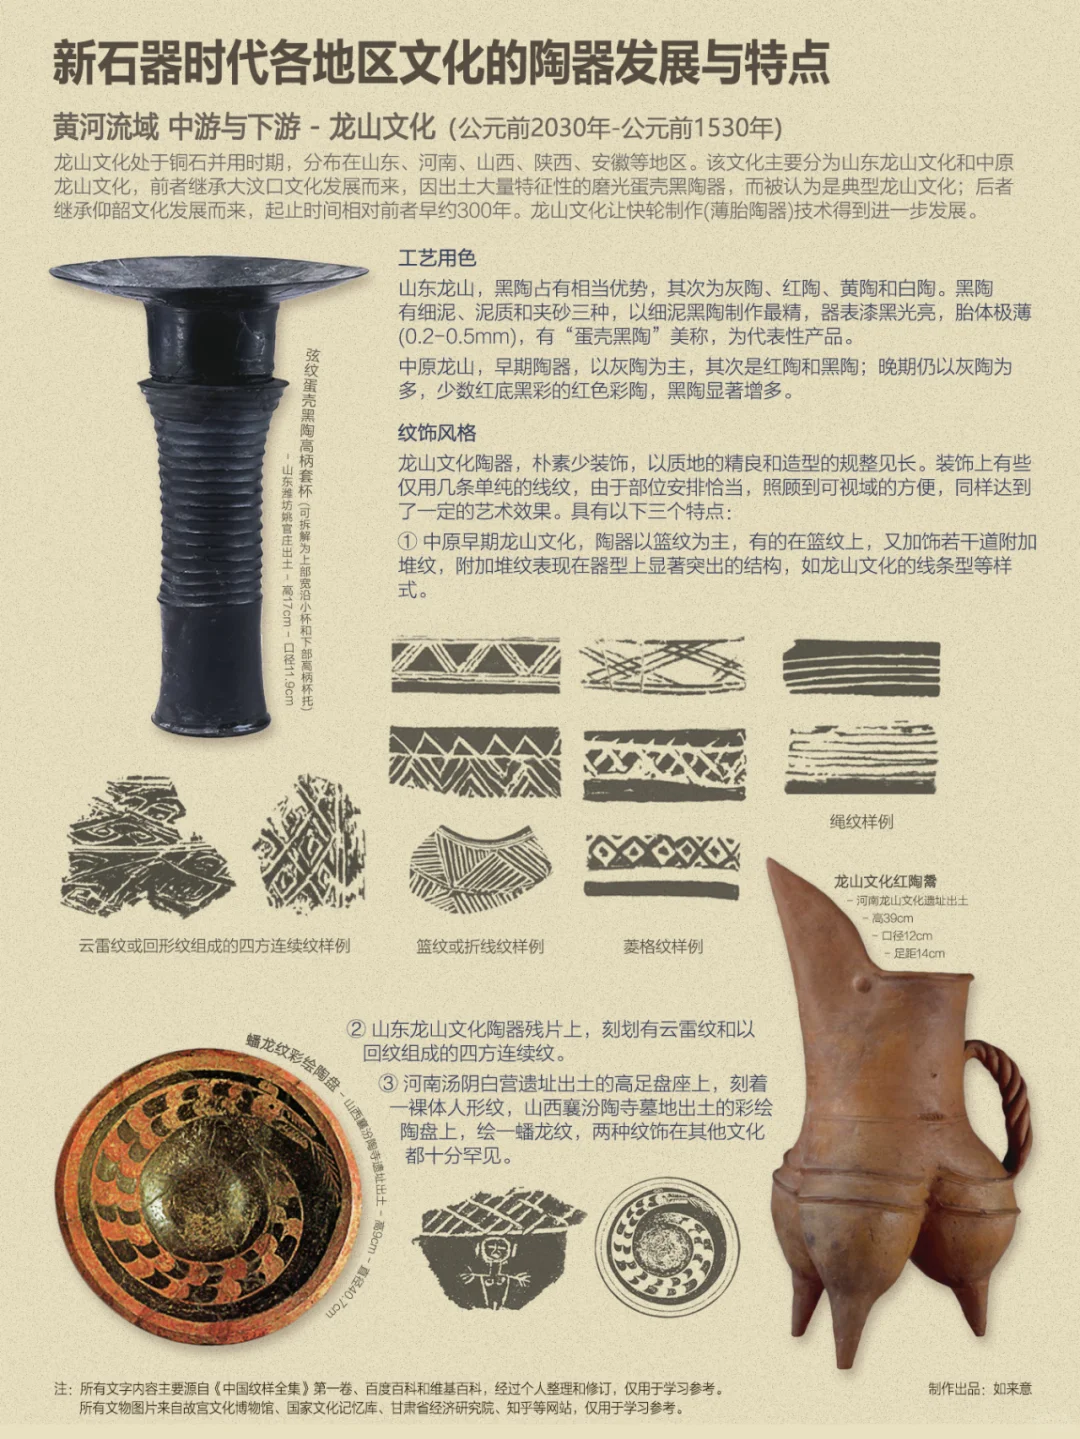 新石器时代各地区文化的陶器发展与特点
黄河流域 中游与下游 - 龙山文化 (公元前2030年-公元前1530年)
龙山文化处于铜石并用时期，分布在山东、河南、山西、陕西、安徽等地区。该文化主要分为山东龙山文化和中原
龙山文化，前者继承大汶口文化发展而来，因出土大量特征性的磨光蛋壳黑陶器，而被认为是典型龙山文化；后者
继承仰韶文化发展而来，起止时间相对前者早约300年。龙山文化让快轮制作(薄胎陶器)技术得到进一步发展。
工艺用色
山东龙山，黑陶占有相当优势，其次为灰陶、红陶、黄陶和白陶。黑陶
有细泥、泥质和夹砂三种，以细泥黑陶制作最精，器表漆黑光亮，胎体极薄
(0.2-0.5mm)，有“蛋壳黑陶”美称，为代表性产品。
中原龙山，早期陶器，以灰陶为主，其次是红陶和黑陶；晚期仍以灰陶为
多，少数红底黑彩的红色彩陶，黑陶显著增多。
弦纹蛋壳黑陶高柄套杯 (可拆解为上部宽沿小杯和下部高柄杯托)
- 山东潍坊姚官庄出土 - 高17cm - 口径11.9cm
纹饰风格
龙山文化陶器，朴素少装饰，以质地的精良和造型的规整见长。装饰上有些
仅用几条单纯的线纹，由于部位安排恰当，照顾到可视域的方便，同样达到
了一定的艺术效果。具有以下三个特点：
① 中原早期龙山文化，陶器以篮纹为主，有的在篮纹上，又加饰若干道附加
堆纹，附加堆纹表现在器型上显著突出的结构，如龙山文化的线条型等样
式。
绳纹样例
云雷纹或回形纹组成的四方连续纹样例
篮纹或折线纹样例
菱格纹样例
龙山文化红陶鬶
- 河南龙山文化遗址出土
- 高39cm
- 口径12cm
- 足距14cm
② 山东龙山文化陶器残片上，刻划有云雷纹和以
回纹组成的四方连续纹。
③ 河南汤阴白营遗址出土的高足盘座上，刻着
一裸体人形纹，山西襄汾陶寺墓地出土的彩绘
陶盘上，绘一蟠龙纹，两种纹饰在其他文化
都十分罕见。
蟠龙纹彩绘陶盘 - 山西襄汾陶寺遗址出土 - 高9cm - 直径40.7cm
注：所有文字内容主要源自《中国纹样全集》第一卷、百度百科和维基百科，经过个人整理和修订，仅用于学习参考。
所有文物图片来自故宫文化博物馆、国家文化记忆库、甘肃省经济研究院、知乎等网站，仅用于学习参考。
制作出品：如来意